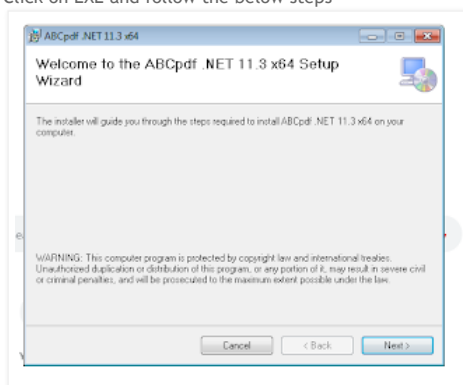 Click on EXE and follow the below steps
ABCpdf .NET 11.3 x64
Welcome to the ABCpdf .NET 11.3 x64 Setup
Wizard
The installer will guide you through the steps required to install ABCpdf .NET 11.3 x64 on your
computer.
WARNING: This computer program is protected by copyright law and international treaties.
Unauthorized duplication or distribution of this program, or any portion of it, may result in severe civil
or criminal penalties, and will be prosecuted to the maximum extent possible under the law.
Cancel < Back Next >